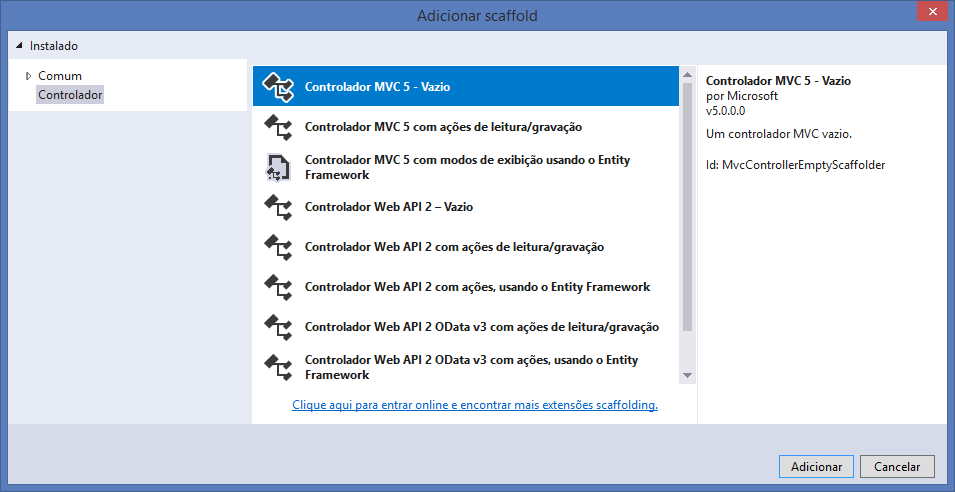 Adicionar scaffold
Instalado
Comum
Controlador
Controlador MVC 5 - Vazio
Controlador MVC 5 com ações de leitura/gravação
Controlador MVC 5 com modos de exibição usando o Entity
Framework
Controlador Web API 2 – Vazio
Controlador Web API 2 com ações de leitura/gravação
Controlador Web API 2 com ações, usando o Entity Framework
Controlador Web API 2 OData v3 com ações de leitura/gravação
Controlador Web API 2 OData v3 com ações, usando o Entity
Framework
Clique aqui para entrar online e encontrar mais extensões scaffolding.
Controlador MVC 5 - Vazio
por Microsoft
v5.0.0.0
Um controlador MVC vazio.
Id: MvcControllerEmptyScaffolder
Adicionar
Cancelar